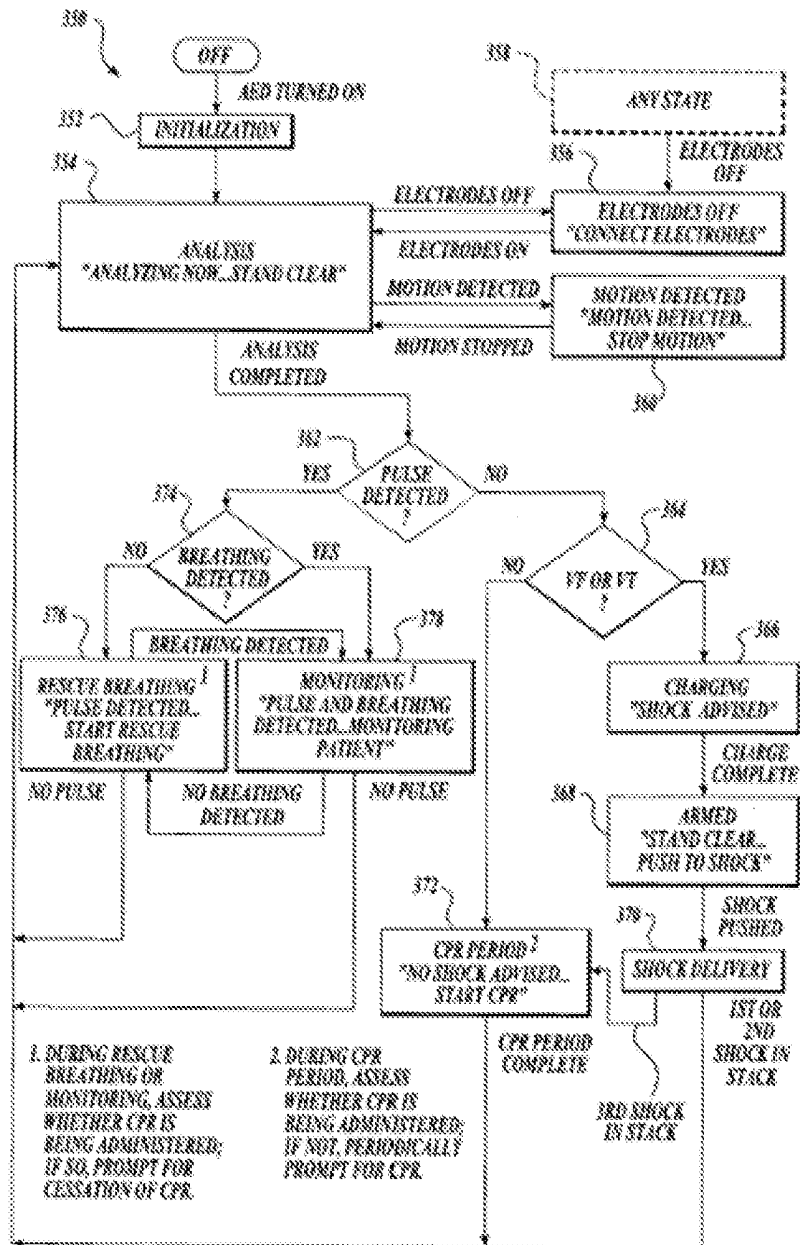 350
OFF
AED TURNED ON
352
INITIALIZATION
358
ANY STATE
ELECTRODES
OFF
354
356
ANALYSIS
"ANALYZING NOW...STAND CLEAR"
ELECTRODES OFF
ELECTRODES ON
ELECTRODES OFF
"CONNECT ELECTRODES"
MOTION DETECTED
MOTION STOPPED
MOTION DETECTED
"MOTION DETECTED...
STOP MOTION"
360
ANALYSIS
COMPLETED
362
PULSE
DETECTED
?
YES
NO
374
BREATHING
DETECTED
?
NO
YES
364
VT OR VT
?
NO
YES
376
BREATHING DETECTED
378
366
RESCUE BREATHING 1
"PULSE DETECTED...
START RESCUE
BREATHING"
MONITORING 1
"PULSE AND BREATHING
DETECTED...MONITORING
PATIENT"
CHARGING
"SHOCK ADVISED"
NO PULSE
NO BREATHING
DETECTED
NO PULSE
CHARGE
COMPLETE
368
ARMED
"STAND CLEAR...
PUSH TO SHOCK"
SHOCK
PUSHED
372
370
CPR PERIOD 2
"NO SHOCK ADVISED...
START CPR"
SHOCK DELIVERY
CPR PERIOD
COMPLETE
1ST OR
2ND
SHOCK IN
STACK
3RD SHOCK
IN STACK
1. DURING RESCUE
BREATHING OR
MONITORING, ASSESS
WHETHER CPR IS
BEING ADMINISTERED;
IF SO, PROMPT FOR
CESSATION OF CPR.
2. DURING CPR
PERIOD, ASSESS
WHETHER CPR IS
BEING ADMINISTERED;
IF NOT, PERIODICALLY
PROMPT FOR CPR.